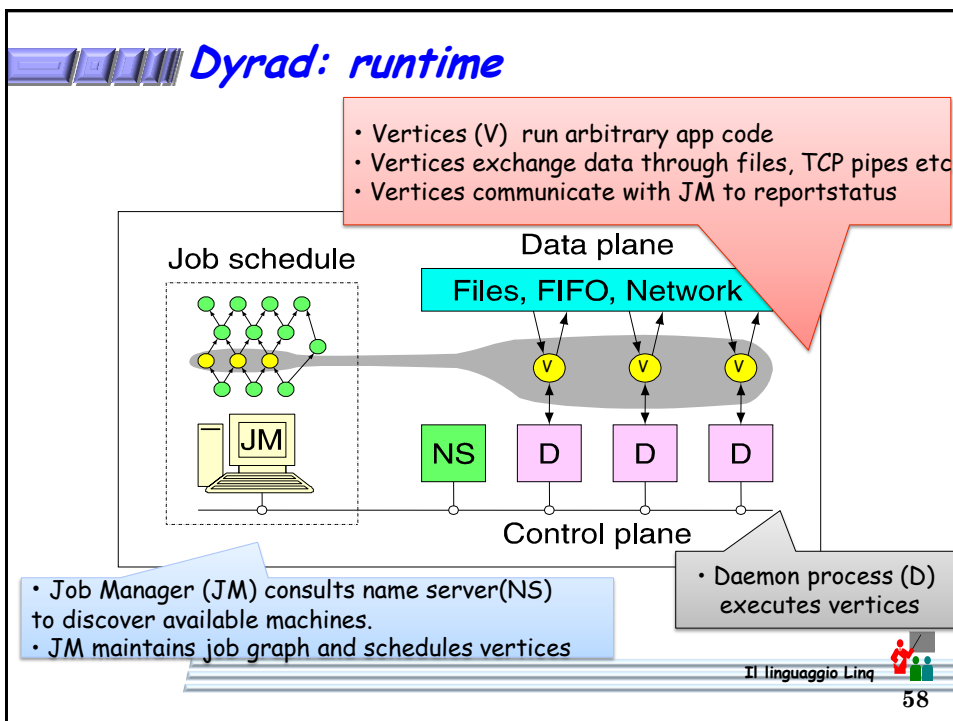 Dyrad: runtime
• Vertices (V) run arbitrary app code
• Vertices exchange data through files, TCP pipes etc
• Vertices communicate with JM to reportstatus
Job schedule
Data plane
Files, FIFO, Network
V V V
JM
NS D D D
Control plane
• Job Manager (JM) consults name server(NS)
to discover available machines.
• JM maintains job graph and schedules vertices
• Daemon process (D)
executes vertices
Il linguaggio Linq
58